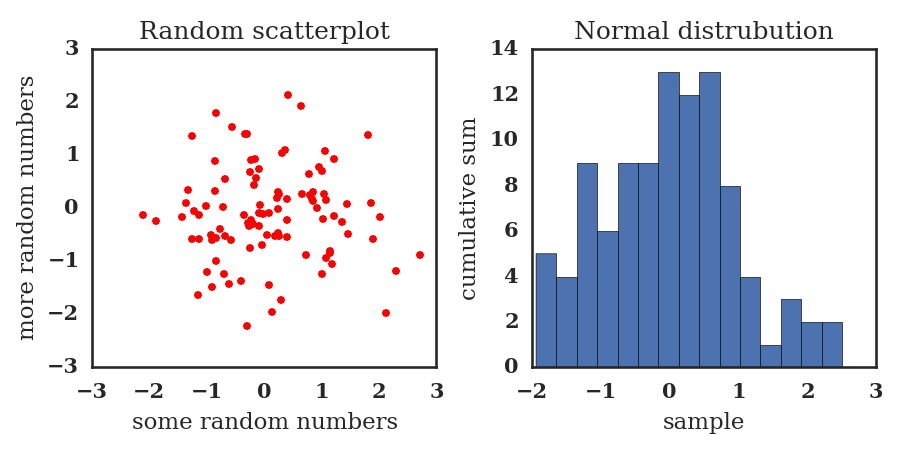 Random scatterplot
more random numbers
3
2
1
0
−1
−2
−3
−3 −2 −1 0 1 2 3
some random numbers
Normal distrubution
cumulative sum
14
12
10
8
6
4
2
0
−2 −1 0 1 2 3
sample